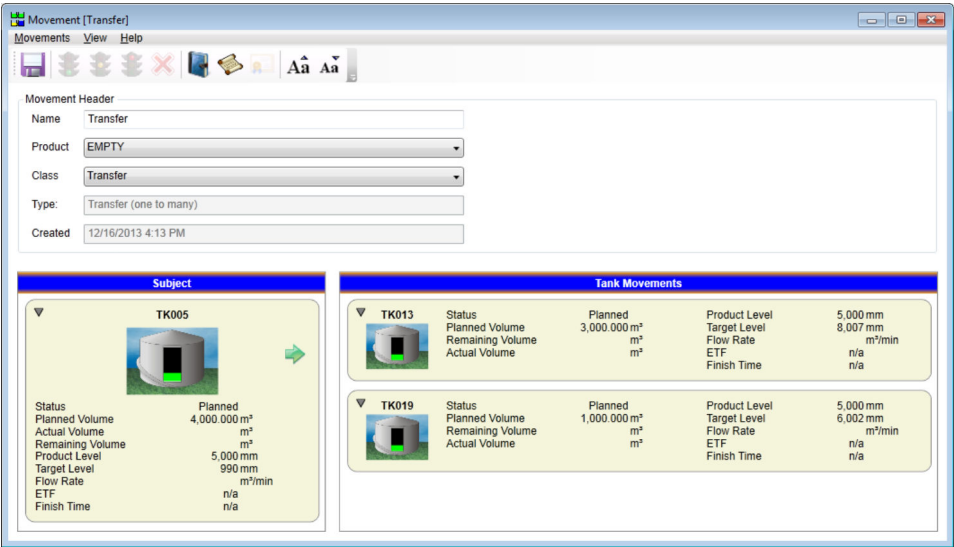 Movement [Transfer]
Movements View Help
Aâ Aǎ
Movement Header
Name Transfer
Product EMPTY
Class Transfer
Type: Transfer (one to many)
Created 12/16/2013 4:13 PM
Subject
TK005
Status Planned
Planned Volume 4,000.000 m³
Actual Volume m³
Remaining Volume m³
Product Level 5,000 mm
Target Level 990 mm
Flow Rate m³/min
ETF n/a
Finish Time n/a
Tank Movements
TK013
Status Planned Product Level 5,000 mm
Planned Volume 3,000.000 m³ Target Level 8,007 mm
Remaining Volume m³ Flow Rate m³/min
Actual Volume m³ ETF n/a
Finish Time n/a
TK019
Status Planned Product Level 5,000 mm
Planned Volume 1,000.000 m³ Target Level 6,002 mm
Remaining Volume m³ Flow Rate m³/min
Actual Volume m³ ETF n/a
Finish Time n/a